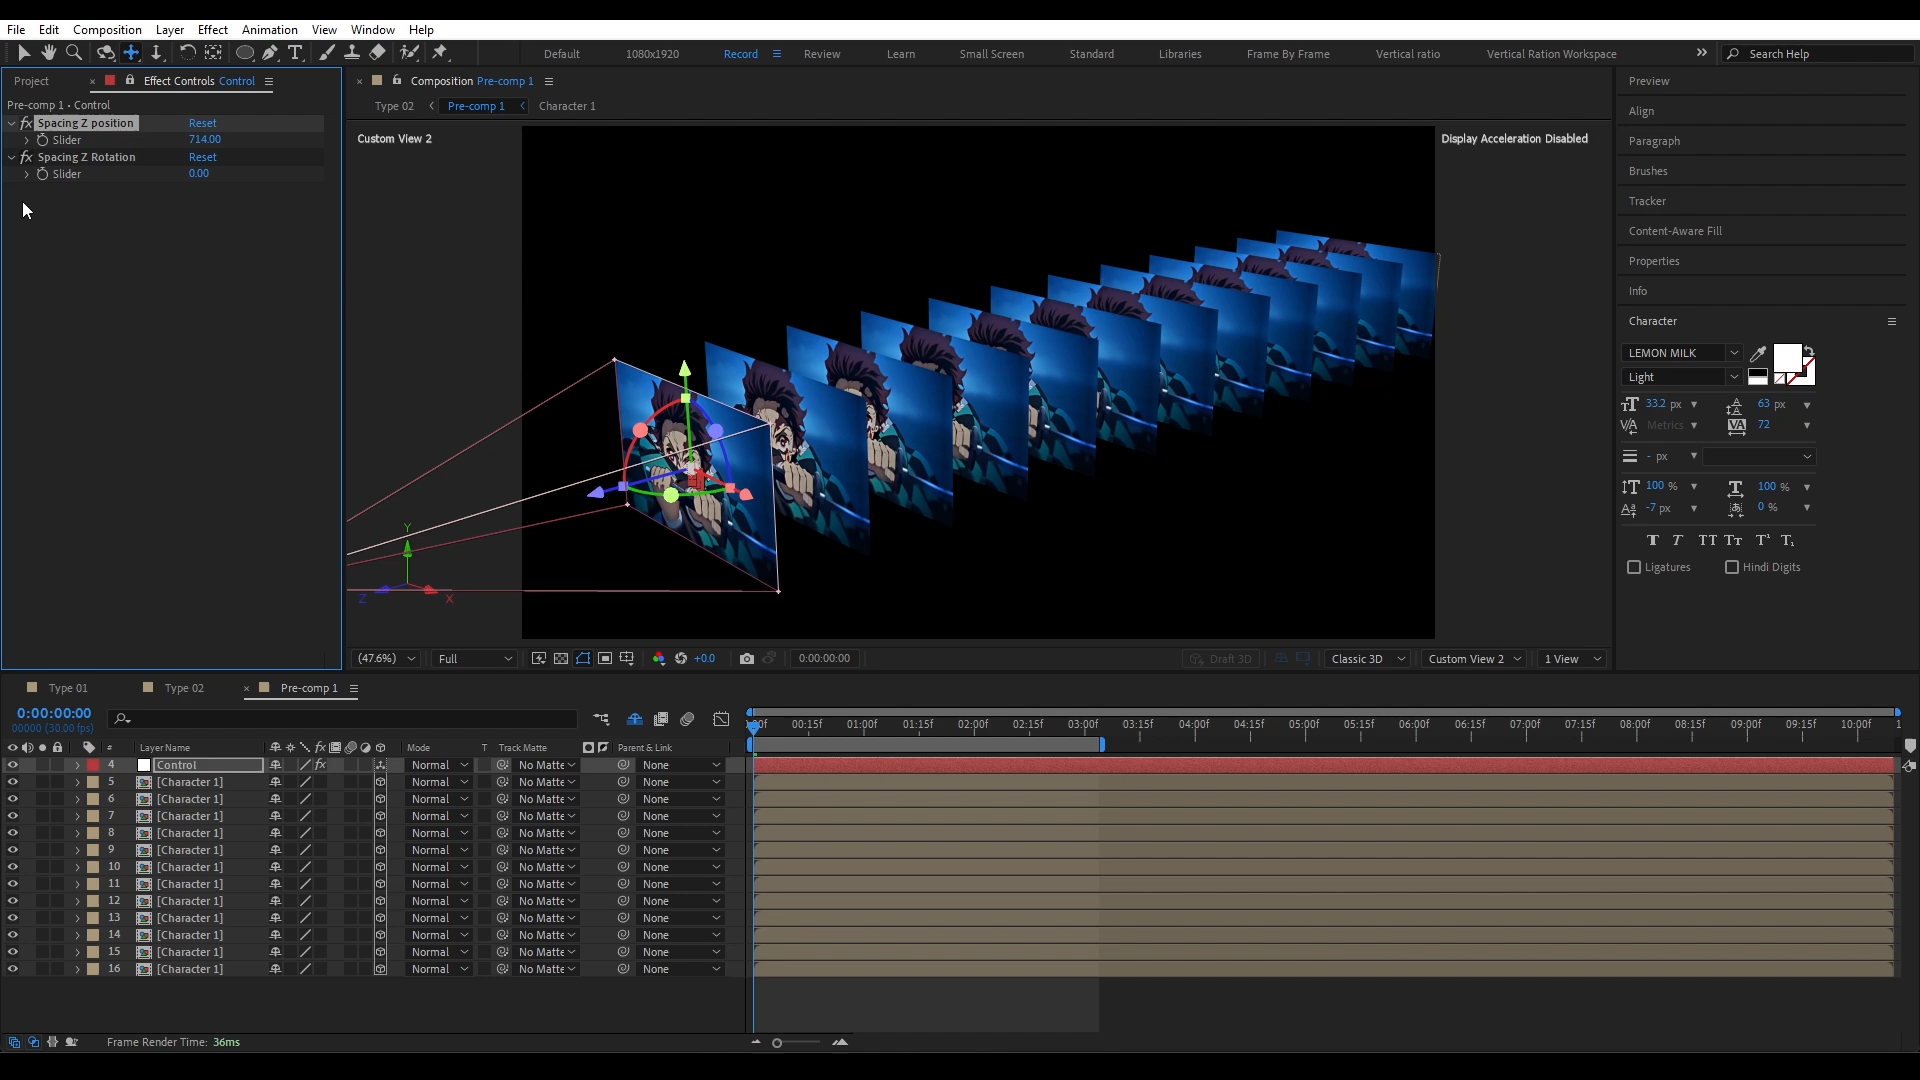 File Edit Composition Layer Effect Animation View Window Help
Default 1080x1920 Record Review Learn Small Screen Standard Libraries Frame By Frame Vertical ratio Vertical Ration Workspace Search Help
Project Effect Controls Control
Pre-comp 1 • Control
fx Spacing Z position Reset
Slider 714.00
fx Spacing Z Rotation Reset
Slider 0.00
Composition Pre-comp 1
Type 02 Pre-comp 1 Character 1
Custom View 2
Display Acceleration Disabled
Y
Z X
(47.6%) Full +0.0 0:00:00:00 Draft 3D Classic 3D Custom View 2 1 View
Preview
Align
Paragraph
Brushes
Tracker
Content-Aware Fill
Properties
Info
Character
LEMON MILK
Light
33.2 px 63 px
Metrics 72
- px
100 % 100 %
-7 px 0 %
T T TT Tt T¹ T₁
Ligatures Hindi Digits
Type 01 Type 02 Pre-comp 1
0:00:00:00
00000 (30.00 fps)
:00f 00:15f 01:00f 01:15f 02:00f 02:15f 03:00f 03:15f 04:00f 04:15f 05:00f 05:15f 06:00f 06:15f 07:00f 07:15f 08:00f 08:15f 09:00f 09:15f 10:00f 1
# Layer Name fx Mode T Track Matte Parent & Link
4 Control fx Normal No Matte None
5 [Character 1] Normal No Matte None
6 [Character 1] Normal No Matte None
7 [Character 1] Normal No Matte None
8 [Character 1] Normal No Matte None
9 [Character 1] Normal No Matte None
10 [Character 1] Normal No Matte None
11 [Character 1] Normal No Matte None
12 [Character 1] Normal No Matte None
13 [Character 1] Normal No Matte None
14 [Character 1] Normal No Matte None
15 [Character 1] Normal No Matte None
16 [Character 1] Normal No Matte None
Frame Render Time: 36ms